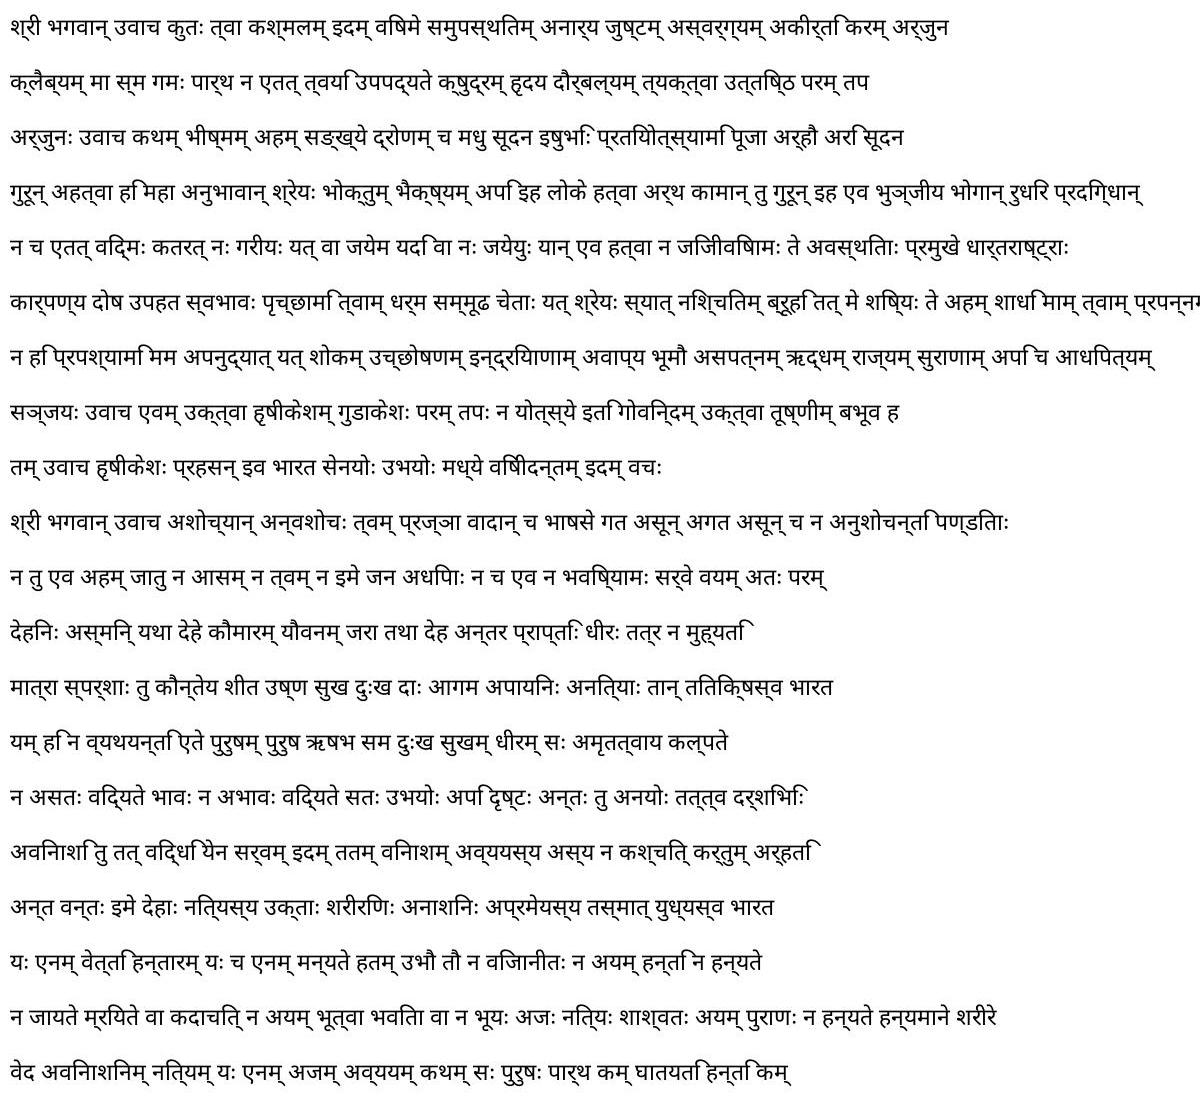 श्री भगवान् उवाच कुतः त्वा कश्मलम् इदम् विषमे समुपस्थितम् अनार्य जुष्टम् अस्वर्ग्यम् अकीर्ति करम् अर्जुन
क्लैब्यम् मा स्म गमः पार्थ न एतत् त्वयि उपपद्यते क्षुद्रम् हृदय दौर्बल्यम् त्यक्त्वा उत्तिष्ठ परम् तप
अर्जुनः उवाच कथम् भीष्मम् अहम् सङ्ख्ये द्रोणम् च मधु सूदन इषुभिः प्रतियोत्स्यामि पूजा अर्हौ अरि सूदन
गुरून् अहत्वा हि महा अनुभावान् श्रेयः भोक्तुम् भैक्ष्यम् अपि इह लोके हत्वा अर्थ कामान् तु गुरून् इह एव भुञ्जीय भोगान् रुधिर प्रदिग्धान्
न च एतत् विद्मः कतरत् नः गरीयः यत् वा जयेम यदि वा नः जयेयुः यान् एव हत्वा न जिजीविषामः ते अवस्थिताः प्रमुखे धार्तराष्ट्राः
कार्पण्य दोष उपहत स्वभावः पृच्छामि त्वाम् धर्म सम्मूढ चेताः यत् श्रेयः स्यात् निश्चितम् ब्रूहि तत् मे शिष्यः ते अहम् शाधि माम् त्वाम् प्रपन्नम
न हि प्रपश्यामि मम अपनुद्यात् यत् शोकम् उच्छोषणम् इन्द्रियाणाम् अवाप्य भूमौ असपत्नम् ऋद्धम् राज्यम् सुराणाम् अपि च आधिपत्यम्
सञ्जयः उवाच एवम् उक्त्वा हृषीकेशम् गुडाकेशः परम् तपः न योत्स्ये इति गोविन्दम् उक्त्वा तूष्णीम् बभूव ह
तम् उवाच हृषीकेशः प्रहसन् इव भारत सेनयोः उभयोः मध्ये विषीदन्तम् इदम् वचः
श्री भगवान् उवाच अशोच्यान् अन्वशोचः त्वम् प्रज्ञा वादान् च भाषसे गत असून् अगत असून् च न अनुशोचन्ति पण्डिताः
न तु एव अहम् जातु न आसम् न त्वम् न इमे जन अधिपाः न च एव न भविष्यामः सर्वे वयम् अतः परम्
देहिनः अस्मिन् यथा देहे कौमारम् यौवनम् जरा तथा देह अन्तर प्राप्तिः धीरः तत्र न मुह्यति
मात्रा स्पर्शाः तु कौन्तेय शीत उष्ण सुख दुःख दाः आगम अपायिनः अनित्याः तान् तितिक्षस्व भारत
यम् हि न व्यथयन्ति एते पुरुषम् पुरुष ऋषभ सम दुःख सुखम् धीरम् सः अमृतत्वाय कल्पते
न असतः विद्यते भावः न अभावः विद्यते सतः उभयोः अपि दृष्टः अन्तः तु अनयोः तत्त्व दर्शिभिः
अविनाशि तु तत् विद्धि येन सर्वम् इदम् ततम् विनाशम् अव्ययस्य अस्य न कश्चित् कर्तुम् अर्हति
अन्त वन्तः इमे देहाः नित्यस्य उक्ताः शरीरिणः अनाशिनः अप्रमेयस्य तस्मात् युध्यस्व भारत
यः एनम् वेत्ति हन्तारम् यः च एनम् मन्यते हतम् उभौ तौ न विजानीतः न अयम् हन्ति न हन्यते
न जायते म्रियते वा कदाचित् न अयम् भूत्वा भविता वा न भूयः अजः नित्यः शाश्वतः अयम् पुराणः न हन्यते हन्यमाने शरीरे
वेद अविनाशिनम् नित्यम् यः एनम् अजम् अव्ययम् कथम् सः पुरुषः पार्थ कम् घातयति हन्ति कम्